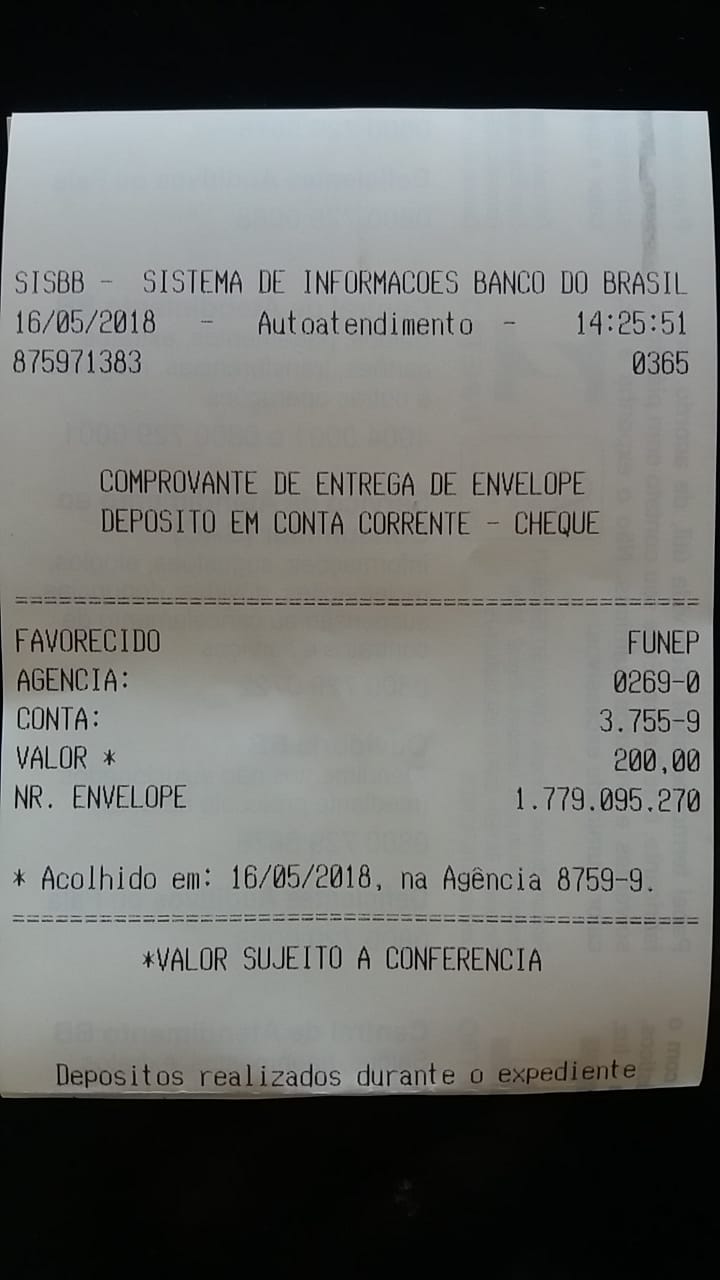 SISBB - SISTEMA DE INFORMACOES BANCO DO BRASIL
16/05/2018 - Autoatendimento - 14:25:51
875971383 0365
COMPROVANTE DE ENTREGA DE ENVELOPE
DEPOSITO EM CONTA CORRENTE - CHEQUE
================================================
FAVORECIDO FUNEP
AGENCIA: 0269-0
CONTA: 3.755-9
VALOR * 200,00
NR. ENVELOPE 1.779.095.270
* Acolhido em: 16/05/2018, na Agência 8759-9.
================================================
*VALOR SUJEITO A CONFERENCIA
Depositos realizados durante o expediente